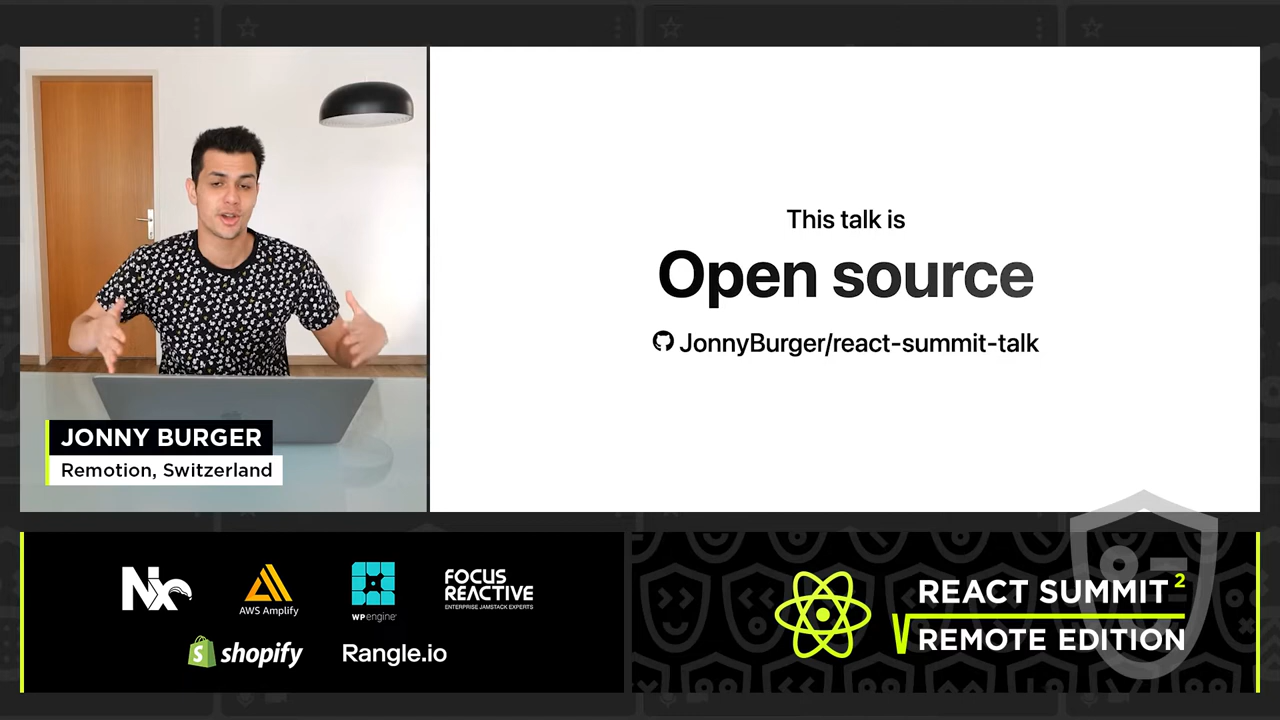 This talk is
Open source
JonnyBurger/react-summit-talk
JONNY BURGER
Remotion, Switzerland
Nx
AWS Amplify
WP engine
FOCUS
REACTIVE
ENTERPRISE JAMSTACK EXPERTS
shopify
Rangle.io
REACT SUMMIT 2
REMOTE EDITION